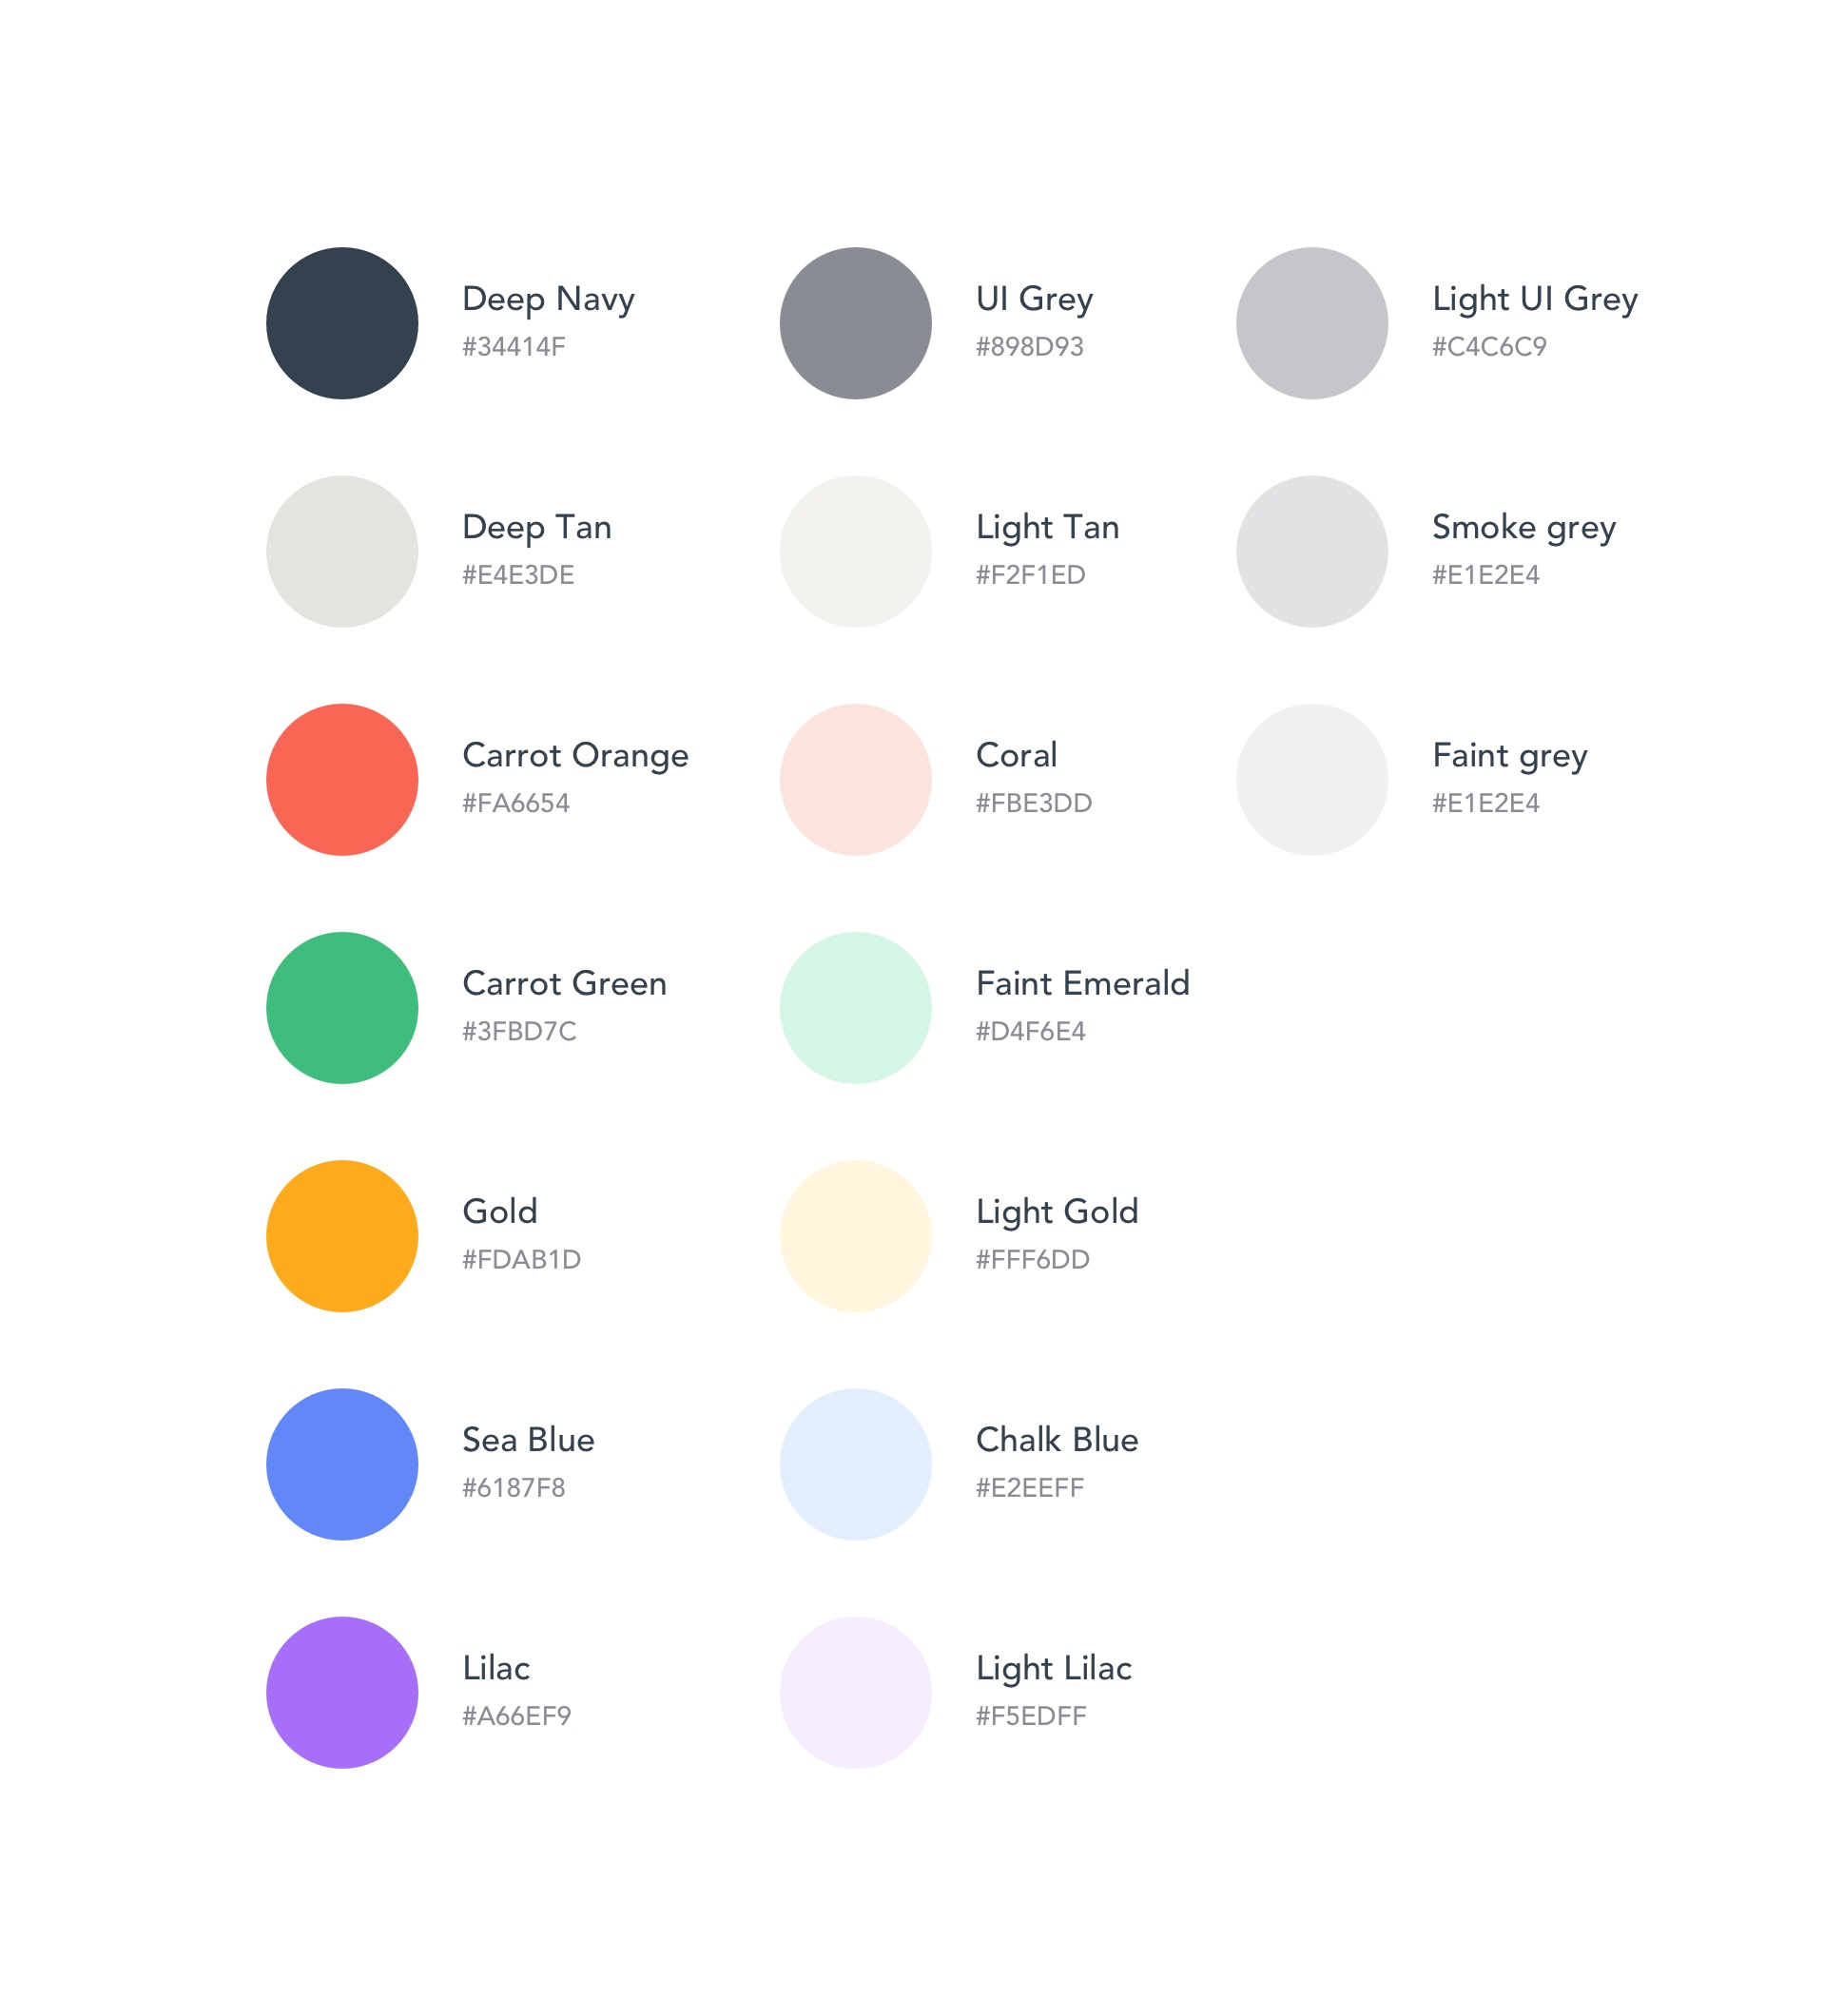 Deep Navy
#34414F
UI Grey
#898D93
Light UI Grey
#C4C6C9
Deep Tan
#E4E3DE
Light Tan
#F2F1ED
Smoke grey
#E1E2E4
Carrot Orange
#FA6654
Coral
#FBE3DD
Faint grey
#E1E2E4
Carrot Green
#3FBD7C
Faint Emerald
#D4F6E4
Gold
#FDAB1D
Light Gold
#FFF6DD
Sea Blue
#6187F8
Chalk Blue
#E2EEFF
Lilac
#A66EF9
Light Lilac
#F5EDFF